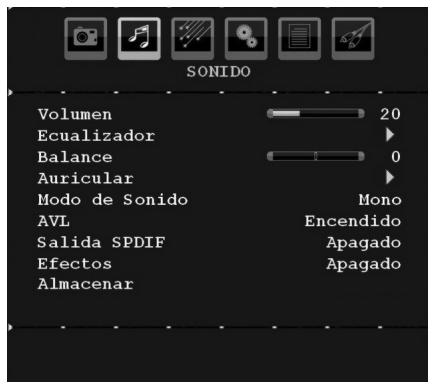 SONIDO
Volumen 20
Ecualizador
Balance 0
Auricular
Modo de Sonido Mono
AVL Encendido
Salida SPDIF Apagado
Efectos Apagado
Almacenar